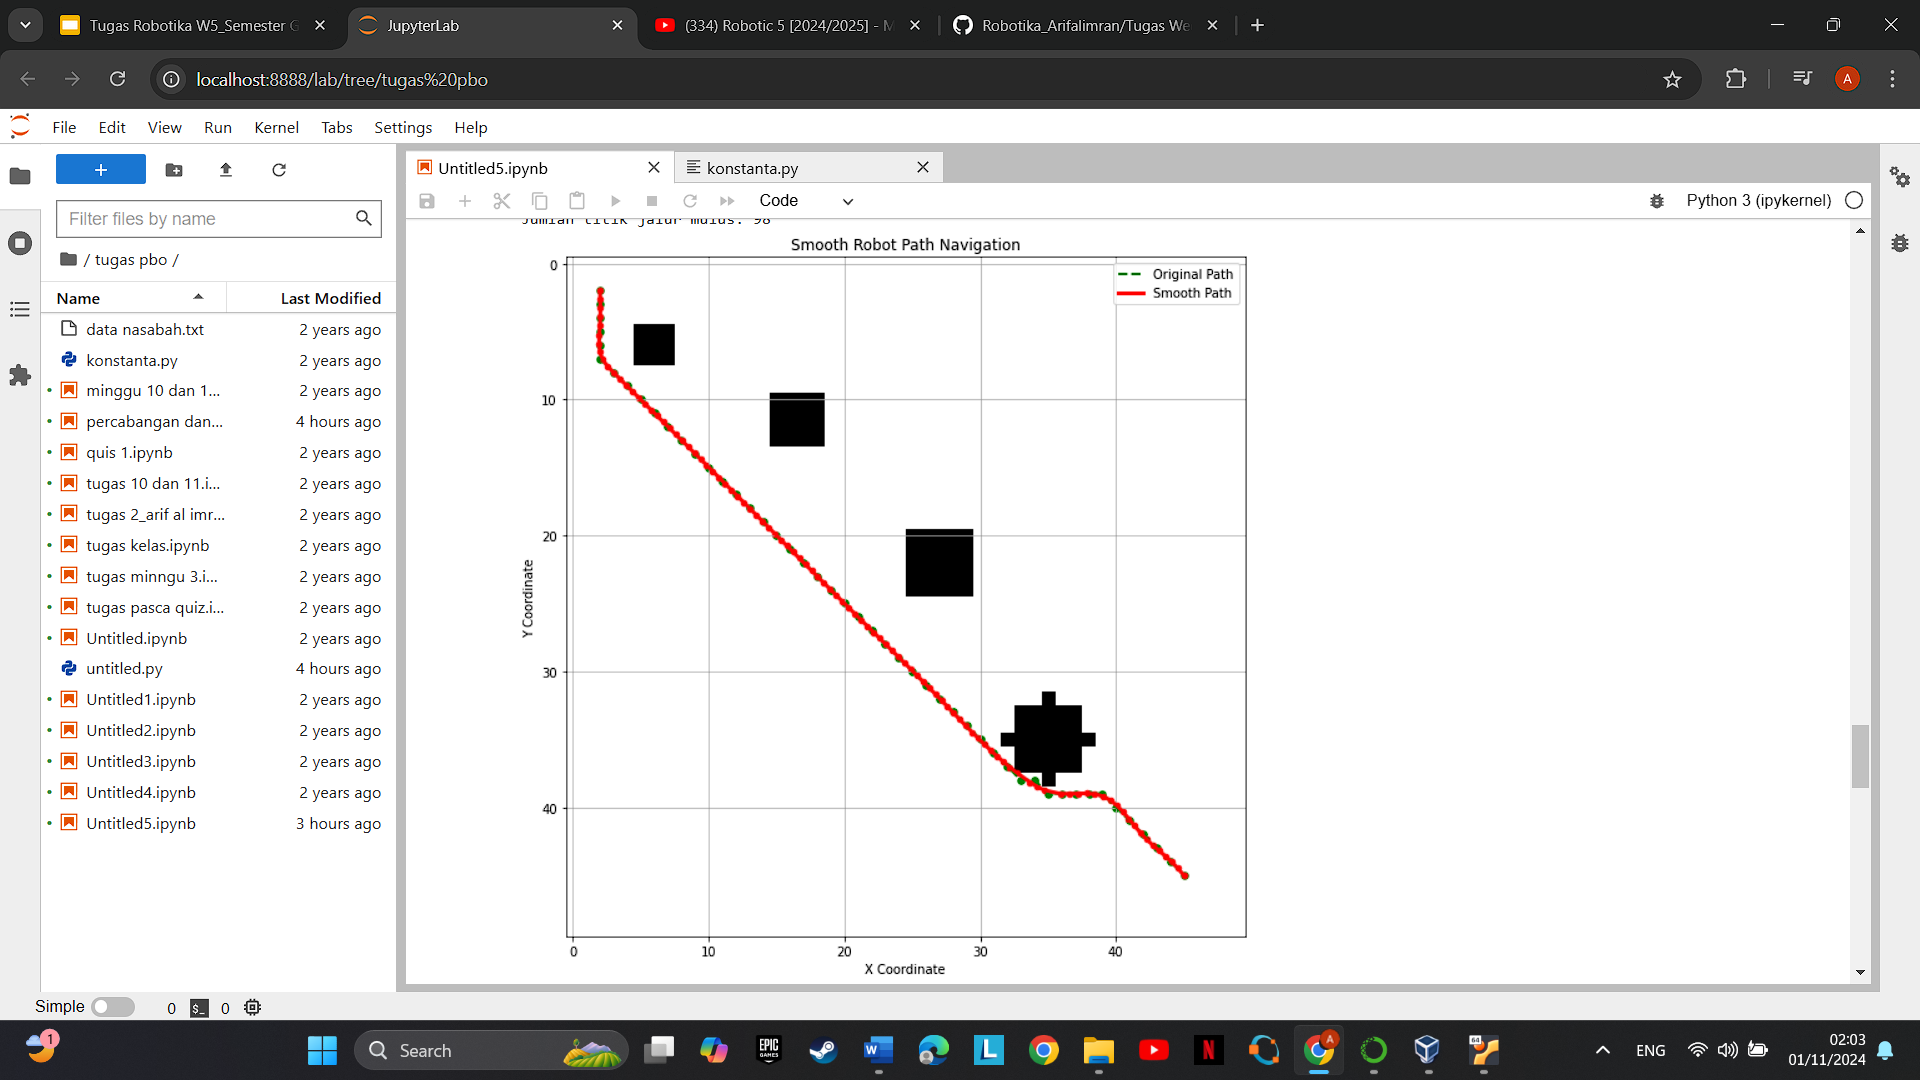 Tugas Robotika W5_Semester G
JupyterLab
(334) Robotic 5 [2024/2025] - M
Robotika_Arifalimran/Tugas We
localhost:8888/lab/tree/tugas%20pbo
A
File Edit View Run Kernel Tabs Settings Help
Untitled5.ipynb
konstanta.py
Code
Python 3 (ipykernel)
Filter files by name
/ tugas pbo /
Name Last Modified
data nasabah.txt 2 years ago
konstanta.py 2 years ago
minggu 10 dan 1... 2 years ago
percabangan dan... 4 hours ago
quis 1.ipynb 2 years ago
tugas 10 dan 11.i... 2 years ago
tugas 2_arif al imr... 2 years ago
tugas kelas.ipynb 2 years ago
tugas minngu 3.i... 2 years ago
tugas pasca quiz.i... 2 years ago
Untitled.ipynb 2 years ago
untitled.py 4 hours ago
Untitled1.ipynb 2 years ago
Untitled2.ipynb 2 years ago
Untitled3.ipynb 2 years ago
Untitled4.ipynb 2 years ago
Untitled5.ipynb 3 hours ago
Jumlah titik jalur mulus: 98
Smooth Robot Path Navigation
Original Path
Smooth Path
0
10
20
30
40
Y Coordinate
0 10 20 30 40
X Coordinate
Simple 0 $_ 0
1
Search
EPIC GAMES
W
L
N
A
64
ENG
02:03
01/11/2024